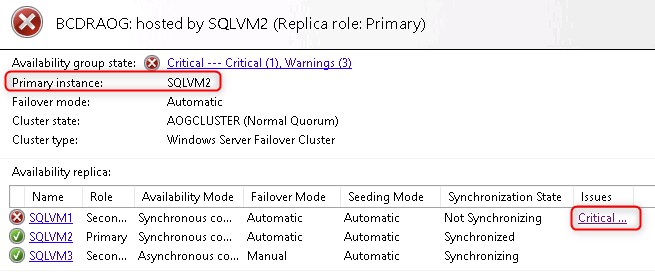 BCDRAOG: hosted by SQLVM2 (Replica role: Primary)
Availability group state: Critical --- Critical (1), Warnings (3)
Primary instance: SQLVM2
Failover mode: Automatic
Cluster state: AOGCLUSTER (Normal Quorum)
Cluster type: Windows Server Failover Cluster
Availability replica:
Name Role Availability Mode Failover Mode Seeding Mode Synchronization State Issues
SQLVM1 Secon... Synchronous co... Automatic Automatic Not Synchronizing Critical ...
SQLVM2 Primary Synchronous co... Automatic Automatic Synchronized
SQLVM3 Secon... Asynchronous co... Manual Automatic Synchronizing